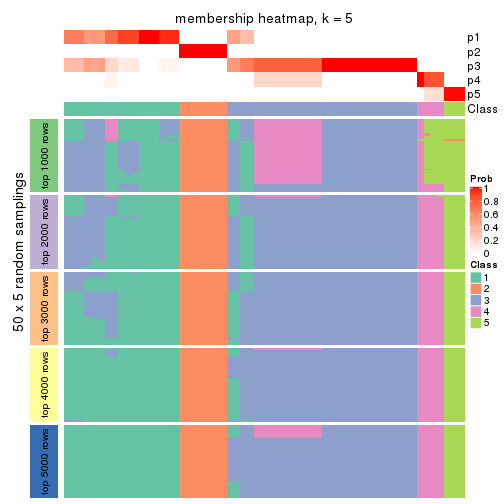 membership heatmap, k = 5
p1
p2
p3
p4
p5
Class
50 x 5 random samplings
top 1000 rows
top 2000 rows
top 3000 rows
top 4000 rows
top 5000 rows
Prob
1
0.8
0.6
0.4
0.2
0
Class
1
2
3
4
5